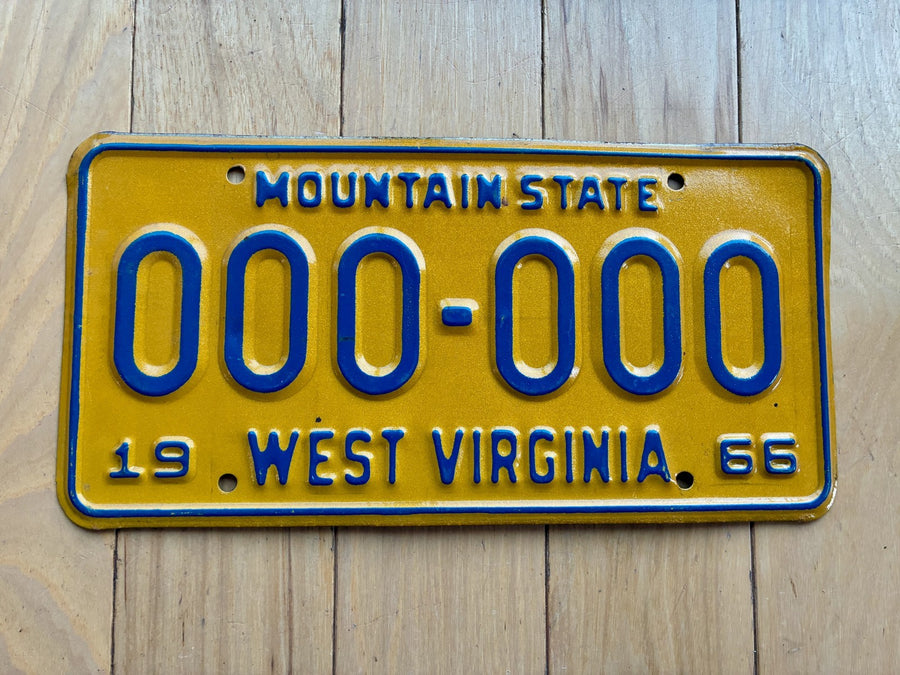 MOUNTAIN STATE
000-000
19 WEST VIRGINIA 66